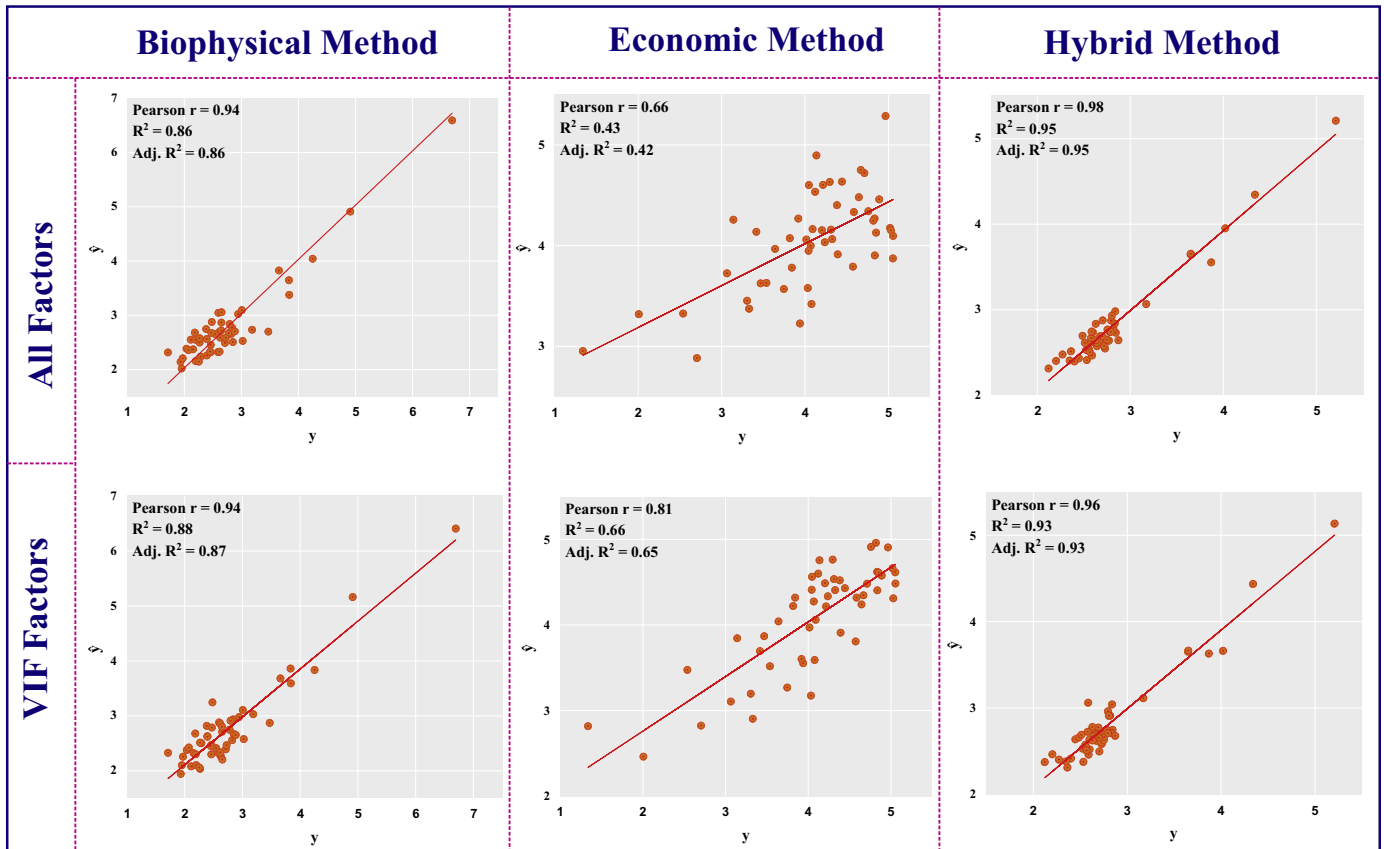 Biophysical Method
Economic Method
Hybrid Method
All Factors
Pearson r = 0.94
R² = 0.86
Adj. R² = 0.86
7
6
5
4
3
2
ŷ
1 2 3 4 5 6 7
y
Pearson r = 0.66
R² = 0.43
Adj. R² = 0.42
5
4
3
ŷ
1 2 3 4 5
y
Pearson r = 0.98
R² = 0.95
Adj. R² = 0.95
5
4
3
2
ŷ
2 3 4 5
y
VIF Factors
Pearson r = 0.94
R² = 0.88
Adj. R² = 0.87
7
6
5
4
3
2
ŷ
1 2 3 4 5 6 7
y
Pearson r = 0.81
R² = 0.66
Adj. R² = 0.65
5
4
3
2
ŷ
1 2 3 4 5
y
Pearson r = 0.96
R² = 0.93
Adj. R² = 0.93
5
4
3
2
ŷ
2 3 4 5
y